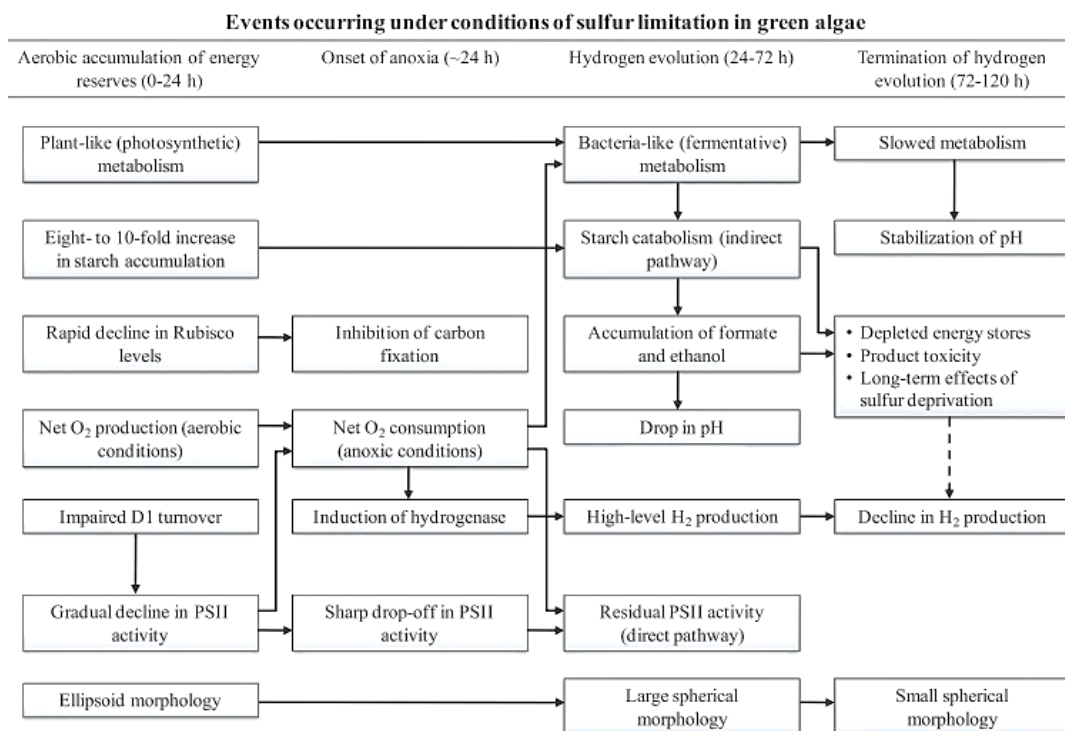 Events occurring under conditions of sulfur limitation in green algae
Aerobic accumulation of energy
reserves (0-24 h)
Onset of anoxia (~24 h)
Hydrogen evolution (24-72 h)
Termination of hydrogen
evolution (72-120 h)
Plant-like (photosynthetic)
metabolism
Bacteria-like (fermentative)
metabolism
Slowed metabolism
Eight- to 10-fold increase
in starch accumulation
Starch catabolism (indirect
pathway)
Stabilization of pH
Rapid decline in Rubisco
levels
Inhibition of carbon
fixation
Accumulation of formate
and ethanol
• Depleted energy stores
• Product toxicity
• Long-term effects of
sulfur deprivation
Net O₂ production (aerobic
conditions)
Net O₂ consumption
(anoxic conditions)
Drop in pH
Impaired D1 turnover
Induction of hydrogenase
High-level H₂ production
Decline in H₂ production
Gradual decline in PSII
activity
Sharp drop-off in PSII
activity
Residual PSII activity
(direct pathway)
Ellipsoid morphology
Large spherical
morphology
Small spherical
morphology